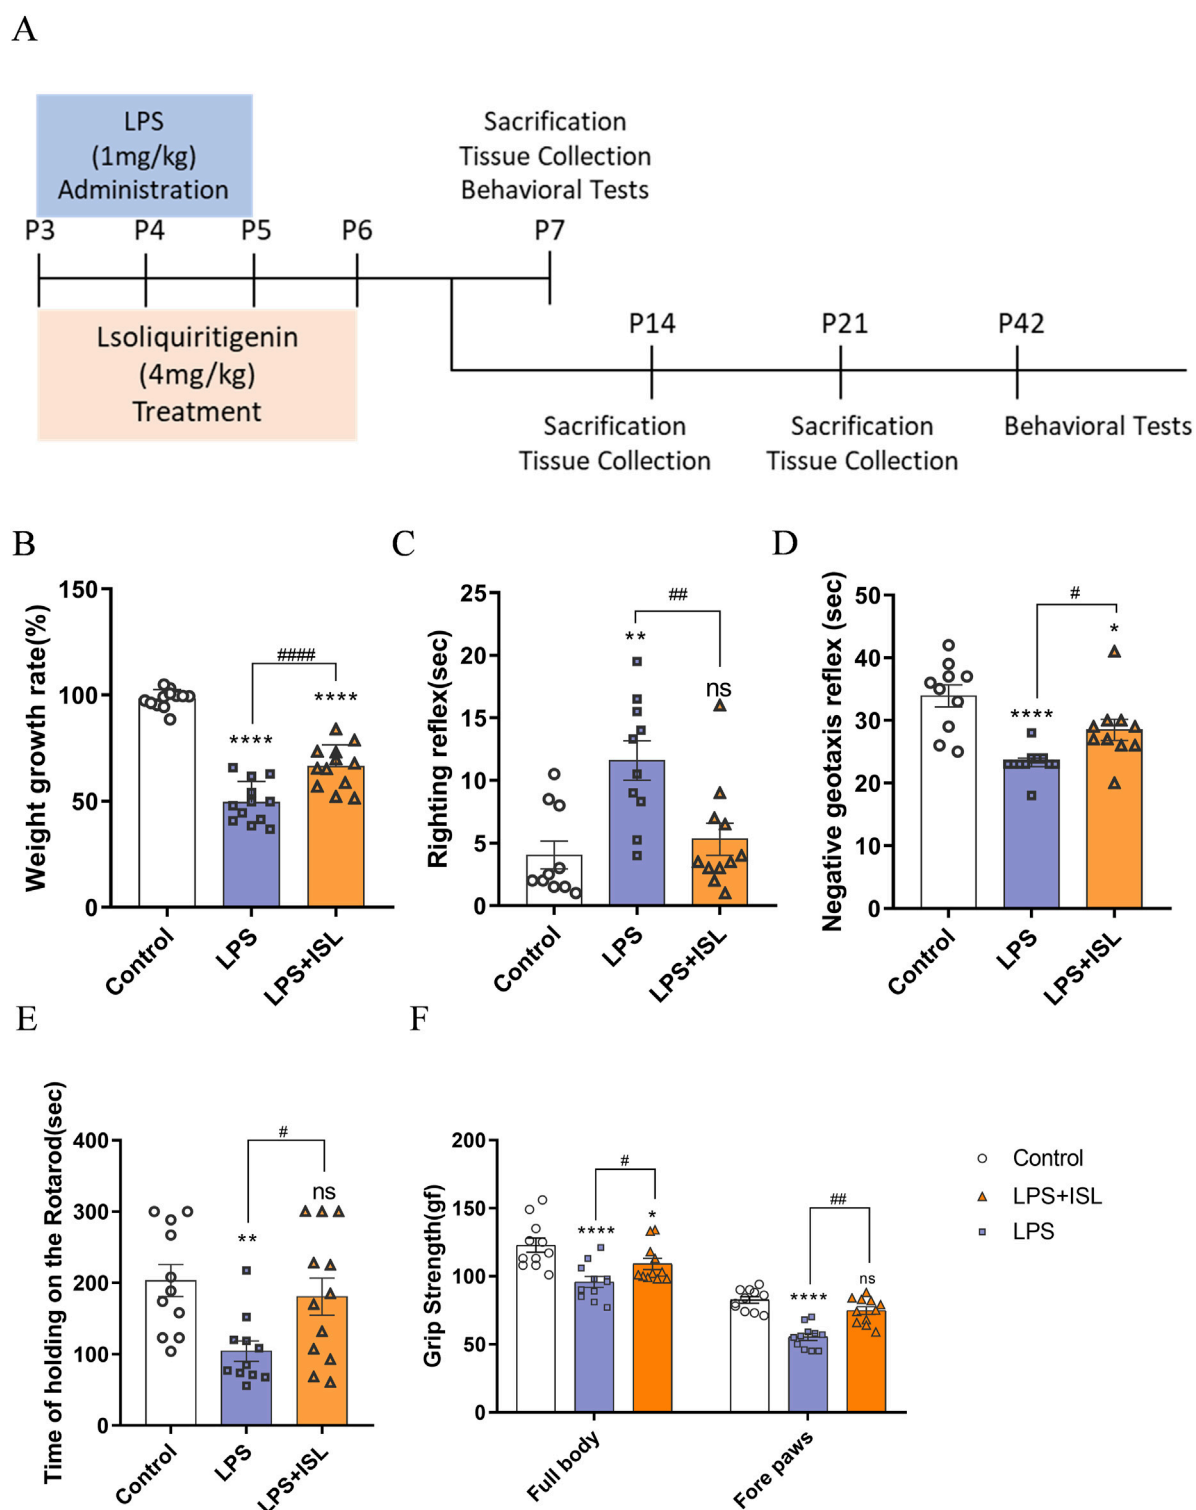 A
LPS
(1mg/kg)
Administration
Sacrification
Tissue Collection
Behavioral Tests
P3
P4
P5
P6
P7
Lsoliquiritigenin
(4mg/kg)
Treatment
P14
P21
P42
Sacrification
Tissue Collection
Sacrification
Tissue Collection
Behavioral Tests
B
Weight growth rate(%)
150
100
50
0
****
####
****
Control
LPS
LPS+ISL
C
Righting reflex(sec)
25
20
15
10
5
0
**
##
ns
Control
LPS
LPS+ISL
D
Negative geotaxis reflex (sec)
50
40
30
20
10
0
****
#
*
Control
LPS
LPS+ISL
E
Time of holding on the Rotarod(sec)
400
300
200
100
0
**
#
ns
Control
LPS
LPS+ISL
F
Grip Strength(gf)
200
150
100
50
0
****
#
*
****
##
ns
Full body
Fore paws
Control
LPS+ISL
LPS